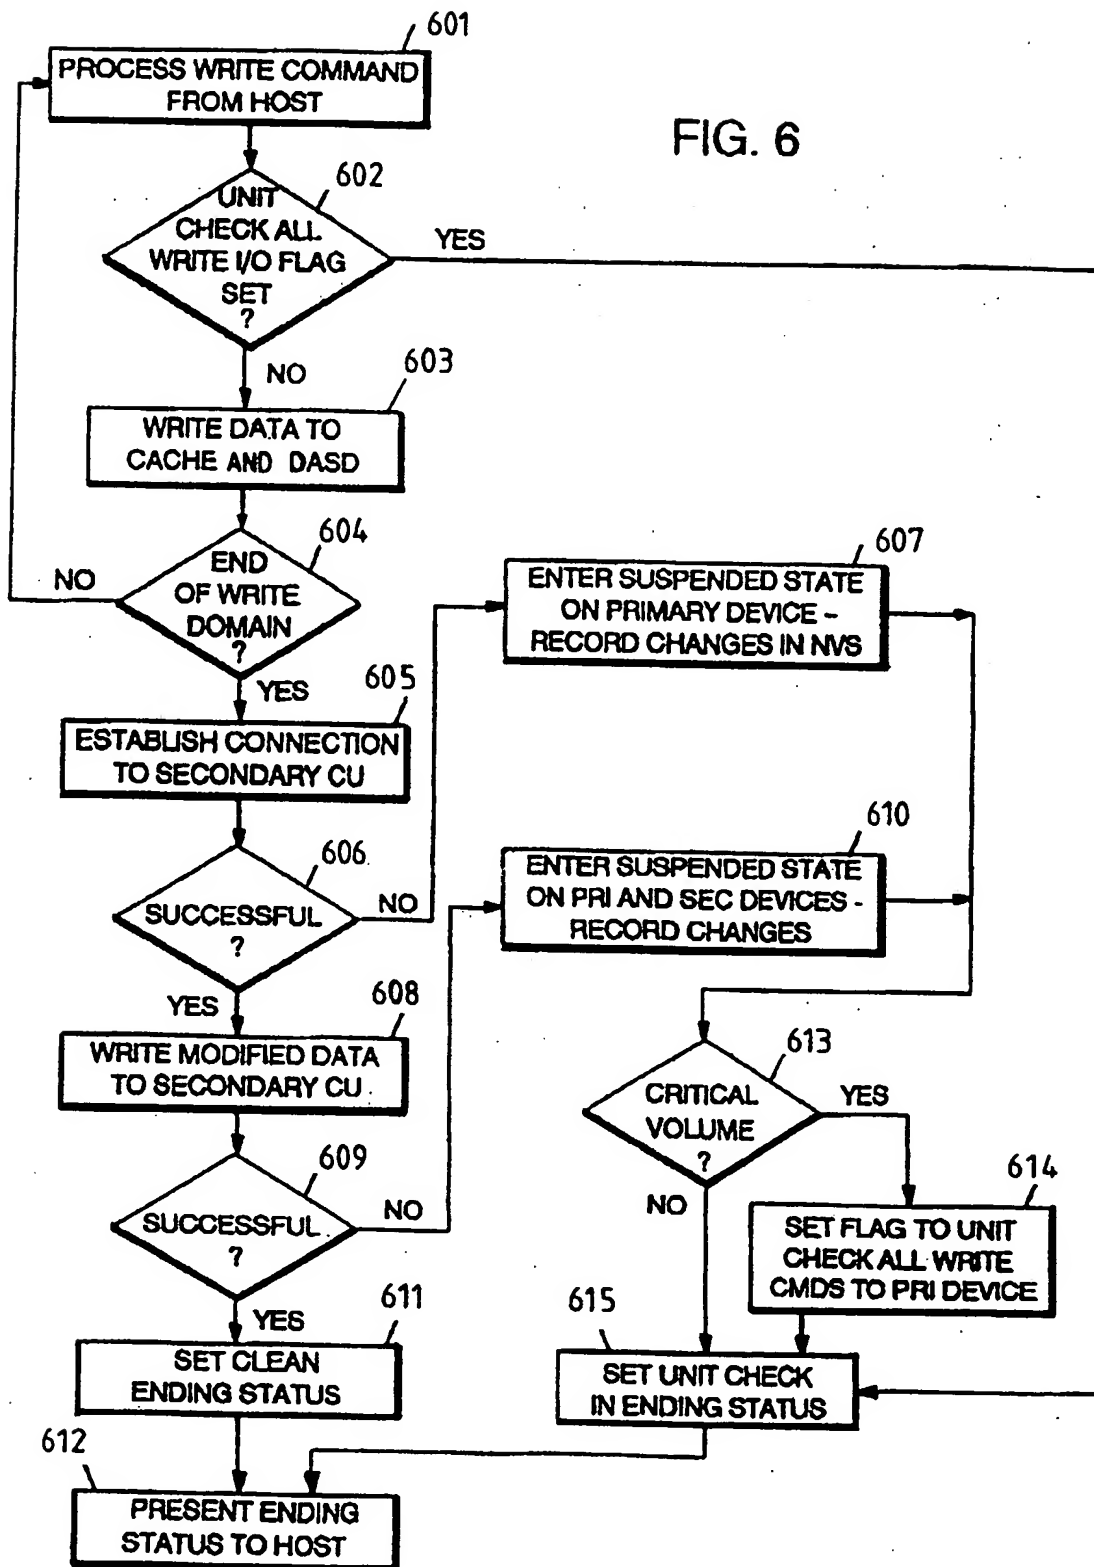 601
PROCESS WRITE COMMAND
FROM HOST
FIG. 6
602
UNIT
CHECK ALL
WRITE I/O FLAG
SET
?
YES
NO
603
WRITE DATA TO
CACHE AND DASD
604
END
OF WRITE
DOMAIN
?
NO
YES
605
ESTABLISH CONNECTION
TO SECONDARY CU
606
SUCCESSFUL
?
NO
YES
607
ENTER SUSPENDED STATE
ON PRIMARY DEVICE -
RECORD CHANGES IN NVS
608
WRITE MODIFIED DATA
TO SECONDARY CU
609
SUCCESSFUL
?
NO
YES
610
ENTER SUSPENDED STATE
ON PRI AND SEC DEVICES -
RECORD CHANGES
611
SET CLEAN
ENDING STATUS
612
PRESENT ENDING
STATUS TO HOST
613
CRITICAL
VOLUME
?
YES
NO
614
SET FLAG TO UNIT
CHECK ALL WRITE
CMDS TO PRI DEVICE
615
SET UNIT CHECK
IN ENDING STATUS